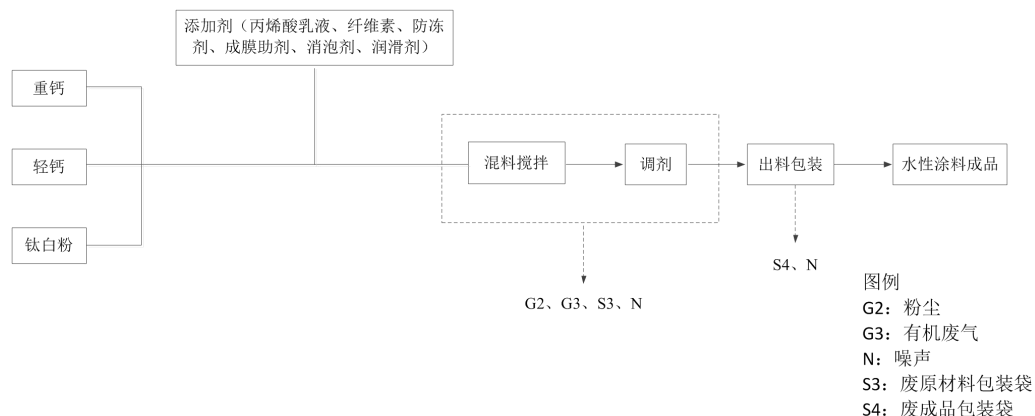 添加剂（丙烯酸乳液、纤维素、防冻
剂、成膜助剂、消泡剂、润滑剂）
重钙
轻钙
钛白粉
混料搅拌
调剂
出料包装
水性涂料成品
G2、G3、S3、N
S4、N
图例
G2：粉尘
G3：有机废气
N：噪声
S3：废原材料包装袋
S4：废成品包装袋